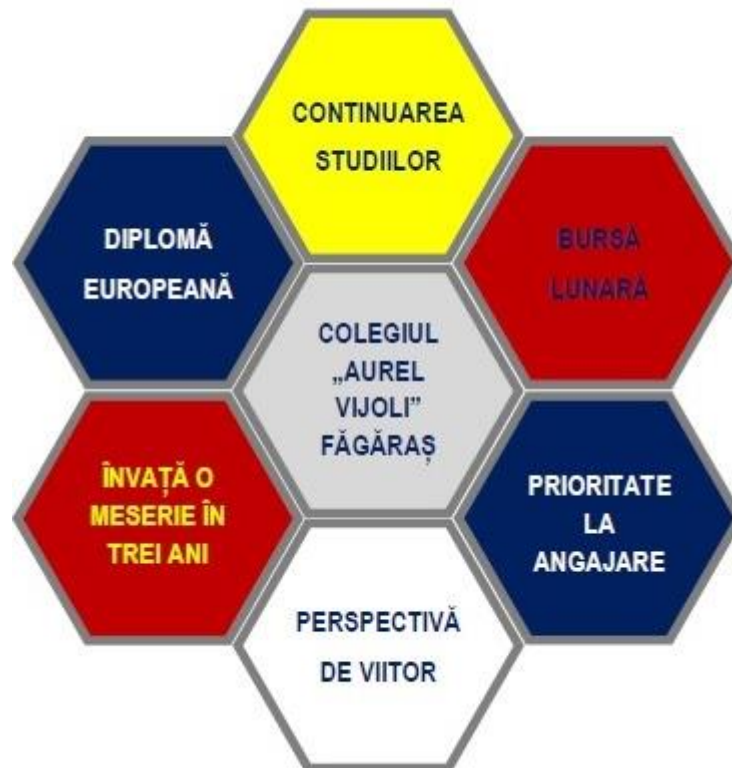 CONTINUAREA
STUDIILOR
DIPLOMĂ
EUROPEANĂ
BURSĂ
LUNARĂ
COLEGIUL
„AUREL
VIJOLI”
FĂGĂRAȘ
ÎNVAȚĂ O
MESERIE ÎN
TREI ANI
PRIORITATE
LA
ANGAJARE
PERSPECTIVĂ
DE VIITOR